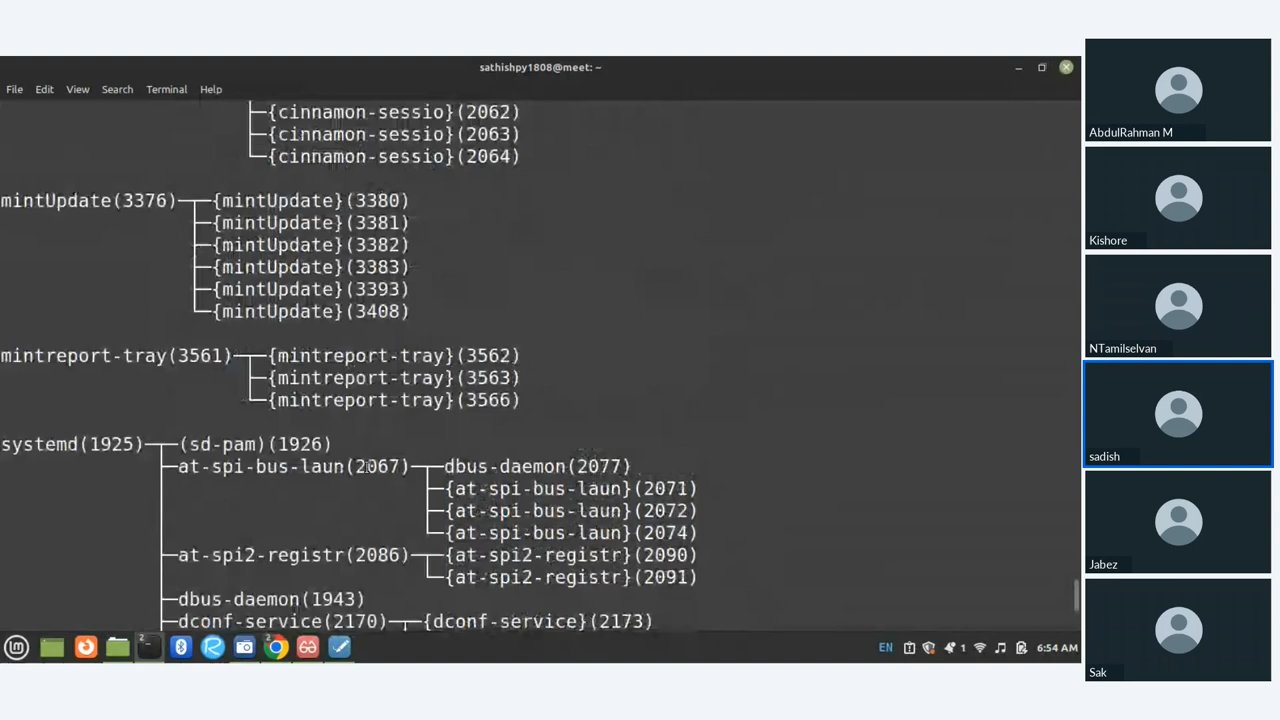 sathishpy1808@meet: ~
File Edit View Search Terminal Help
├─{cinnamon-sessio}(2062)
├─{cinnamon-sessio}(2063)
└─{cinnamon-sessio}(2064)
mintUpdate(3376)─┬─{mintUpdate}(3380)
├─{mintUpdate}(3381)
├─{mintUpdate}(3382)
├─{mintUpdate}(3383)
├─{mintUpdate}(3393)
└─{mintUpdate}(3408)
mintreport-tray(3561)─┬─{mintreport-tray}(3562)
├─{mintreport-tray}(3563)
└─{mintreport-tray}(3566)
systemd(1925)─┬─(sd-pam)(1926)
├─at-spi-bus-laun(2067)─┬─dbus-daemon(2077)
├─{at-spi-bus-laun}(2071)
├─{at-spi-bus-laun}(2072)
└─{at-spi-bus-laun}(2074)
├─at-spi2-registr(2086)─┬─{at-spi2-registr}(2090)
└─{at-spi2-registr}(2091)
├─dbus-daemon(1943)
├─dconf-service(2170)─┬─{dconf-service}(2173)
EN 1 6:54 AM
AbdulRahman M
Kishore
NTamilselvan
sadish
Jabez
Sak